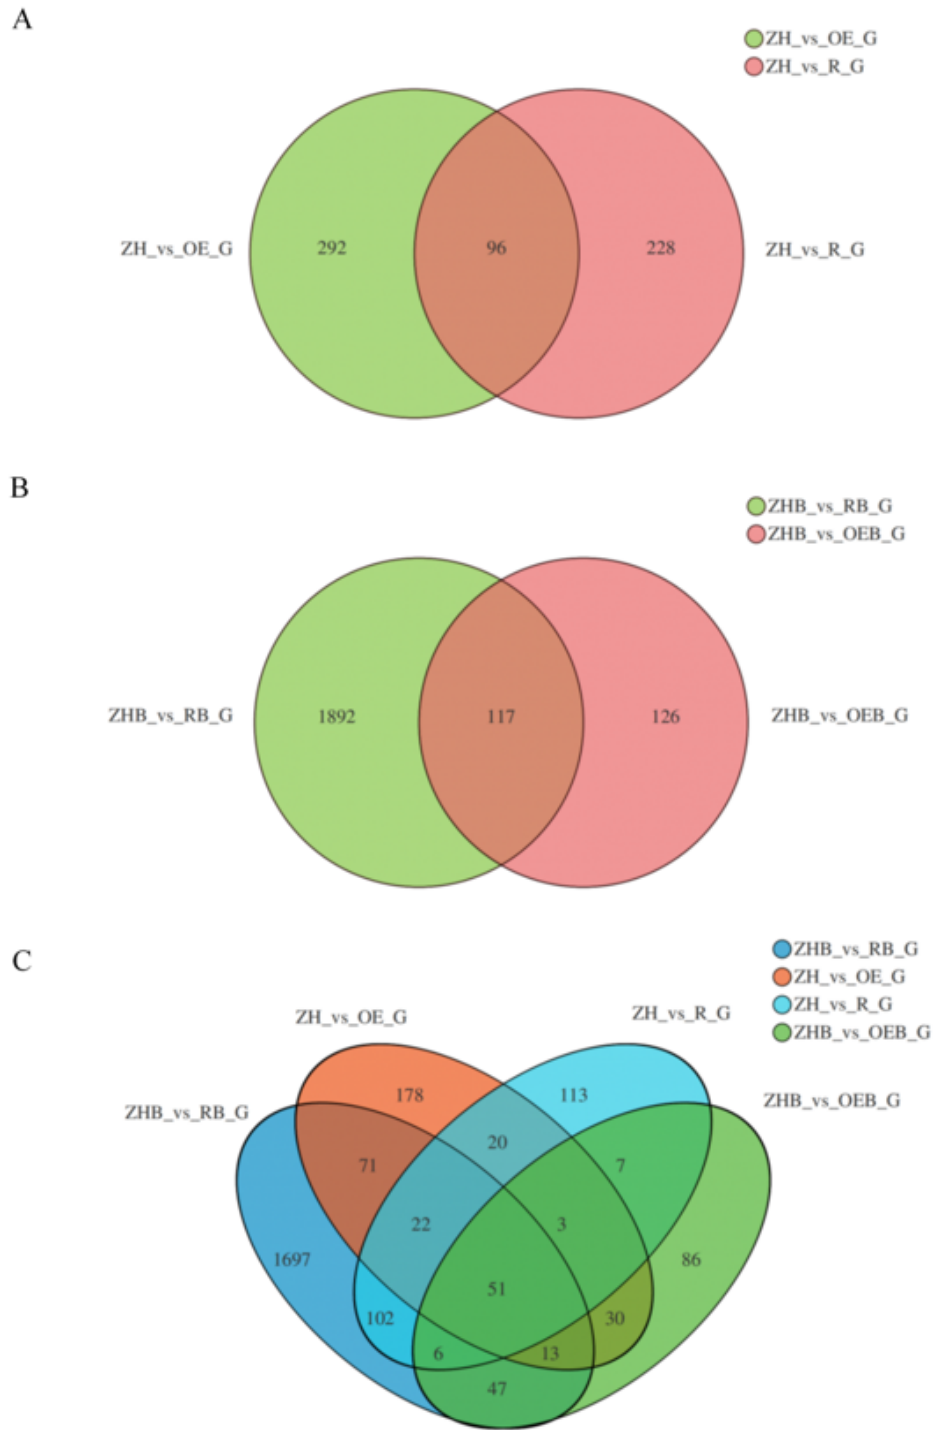 A
ZH_vs_OE_G
ZH_vs_R_G
ZH_vs_OE_G
292
96
228
ZH_vs_R_G
B
ZHB_vs_RB_G
ZHB_vs_OEB_G
ZHB_vs_RB_G
1892
117
126
ZHB_vs_OEB_G
C
ZHB_vs_RB_G
ZH_vs_OE_G
ZH_vs_R_G
ZHB_vs_OEB_G
ZH_vs_OE_G
ZH_vs_R_G
ZHB_vs_RB_G
ZHB_vs_OEB_G
178
113
20
71
7
22
3
1697
86
51
102
30
6
13
47